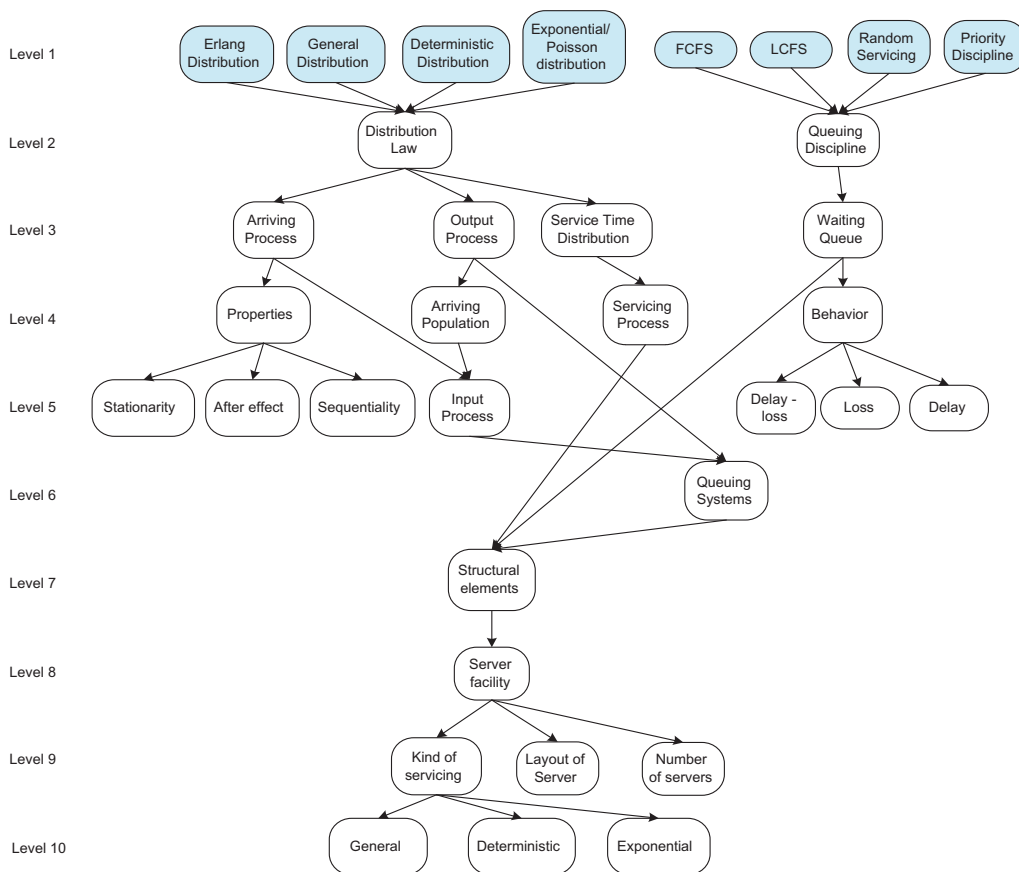 Level 1
Erlang
Distribution
General
Distribution
Deterministic
Distribution
Exponential/
Poisson
distribution
FCFS
LCFS
Random
Servicing
Priority
Discipline
Level 2
Distribution
Law
Queuing
Discipline
Level 3
Arriving
Process
Output
Process
Service Time
Distribution
Waiting
Queue
Level 4
Properties
Arriving
Population
Servicing
Process
Behavior
Level 5
Stationarity
After effect
Sequentiality
Input
Process
Delay -
loss
Loss
Delay
Level 6
Queuing
Systems
Level 7
Structural
elements
Level 8
Server
facility
Level 9
Kind of
servicing
Layout of
Server
Number
of servers
Level 10
General
Deterministic
Exponential